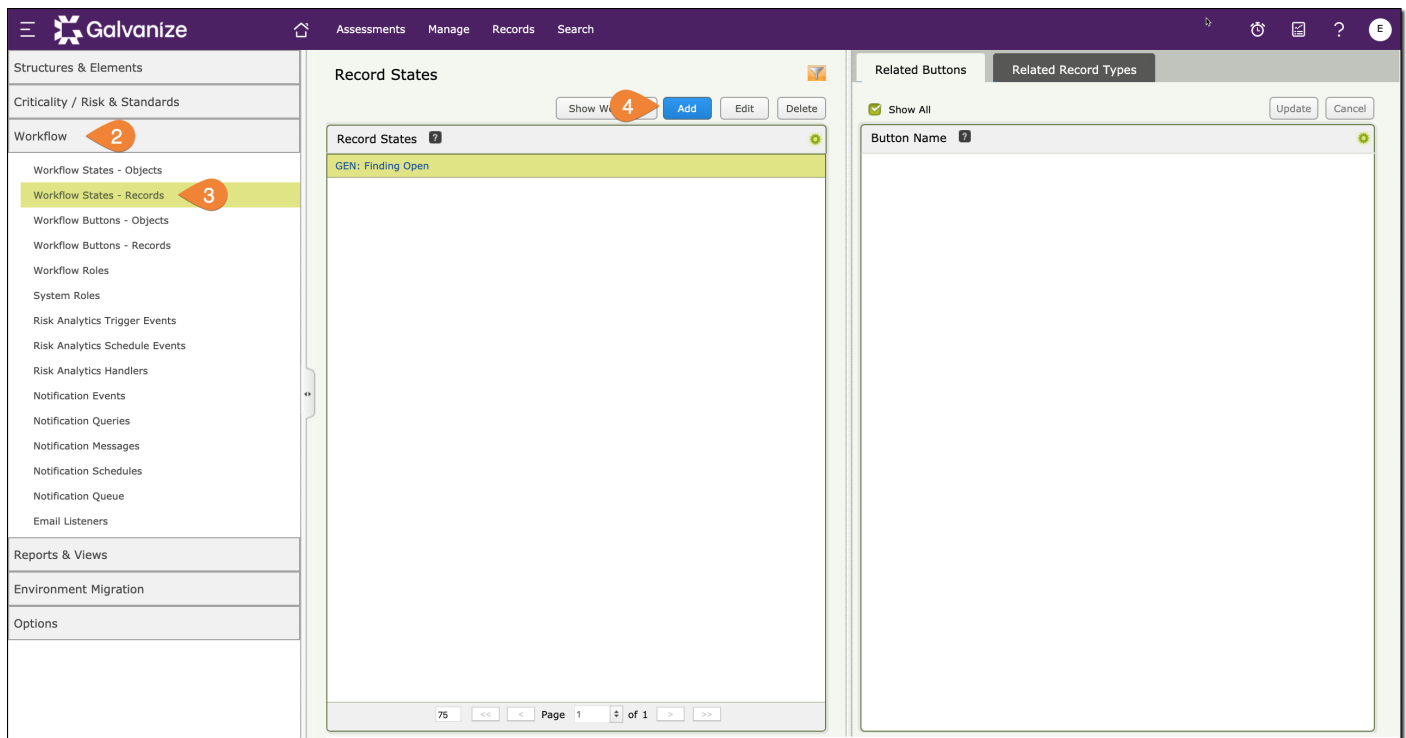 Galvanize
Assessments Manage Records Search
E
Structures & Elements
Criticality / Risk & Standards
Workflow
2
Workflow States - Objects
Workflow States - Records
3
Workflow Buttons - Objects
Workflow Buttons - Records
Workflow Roles
System Roles
Risk Analytics Trigger Events
Risk Analytics Schedule Events
Risk Analytics Handlers
Notification Events
Notification Queries
Notification Messages
Notification Schedules
Notification Queue
Email Listeners
Reports & Views
Environment Migration
Options
Record States
Show
4
Add Edit Delete
Record States ?
GEN: Finding Open
75 << < Page 1 of 1 > >>
Related Buttons Related Record Types
Show All Update Cancel
Button Name ?